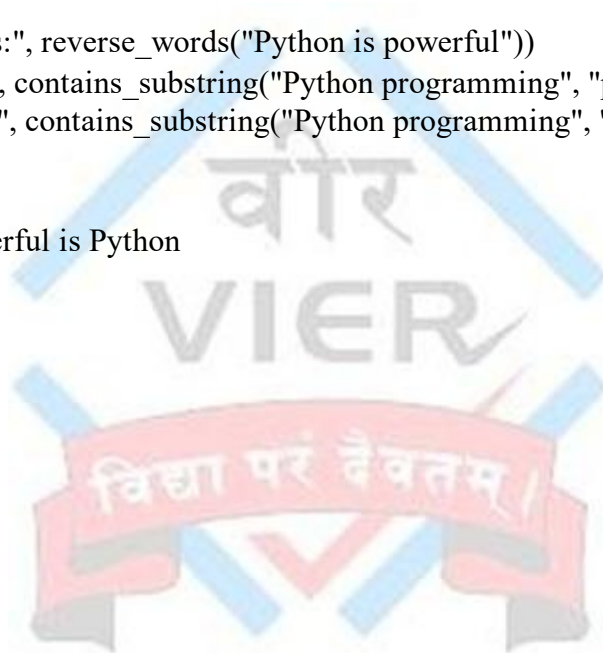 s:", reverse_words("Python is powerful"))
, contains_substring("Python programming", "p
", contains_substring("Python programming", "
erful is Python
वीर
VIER
विद्या परं दैवतम्।